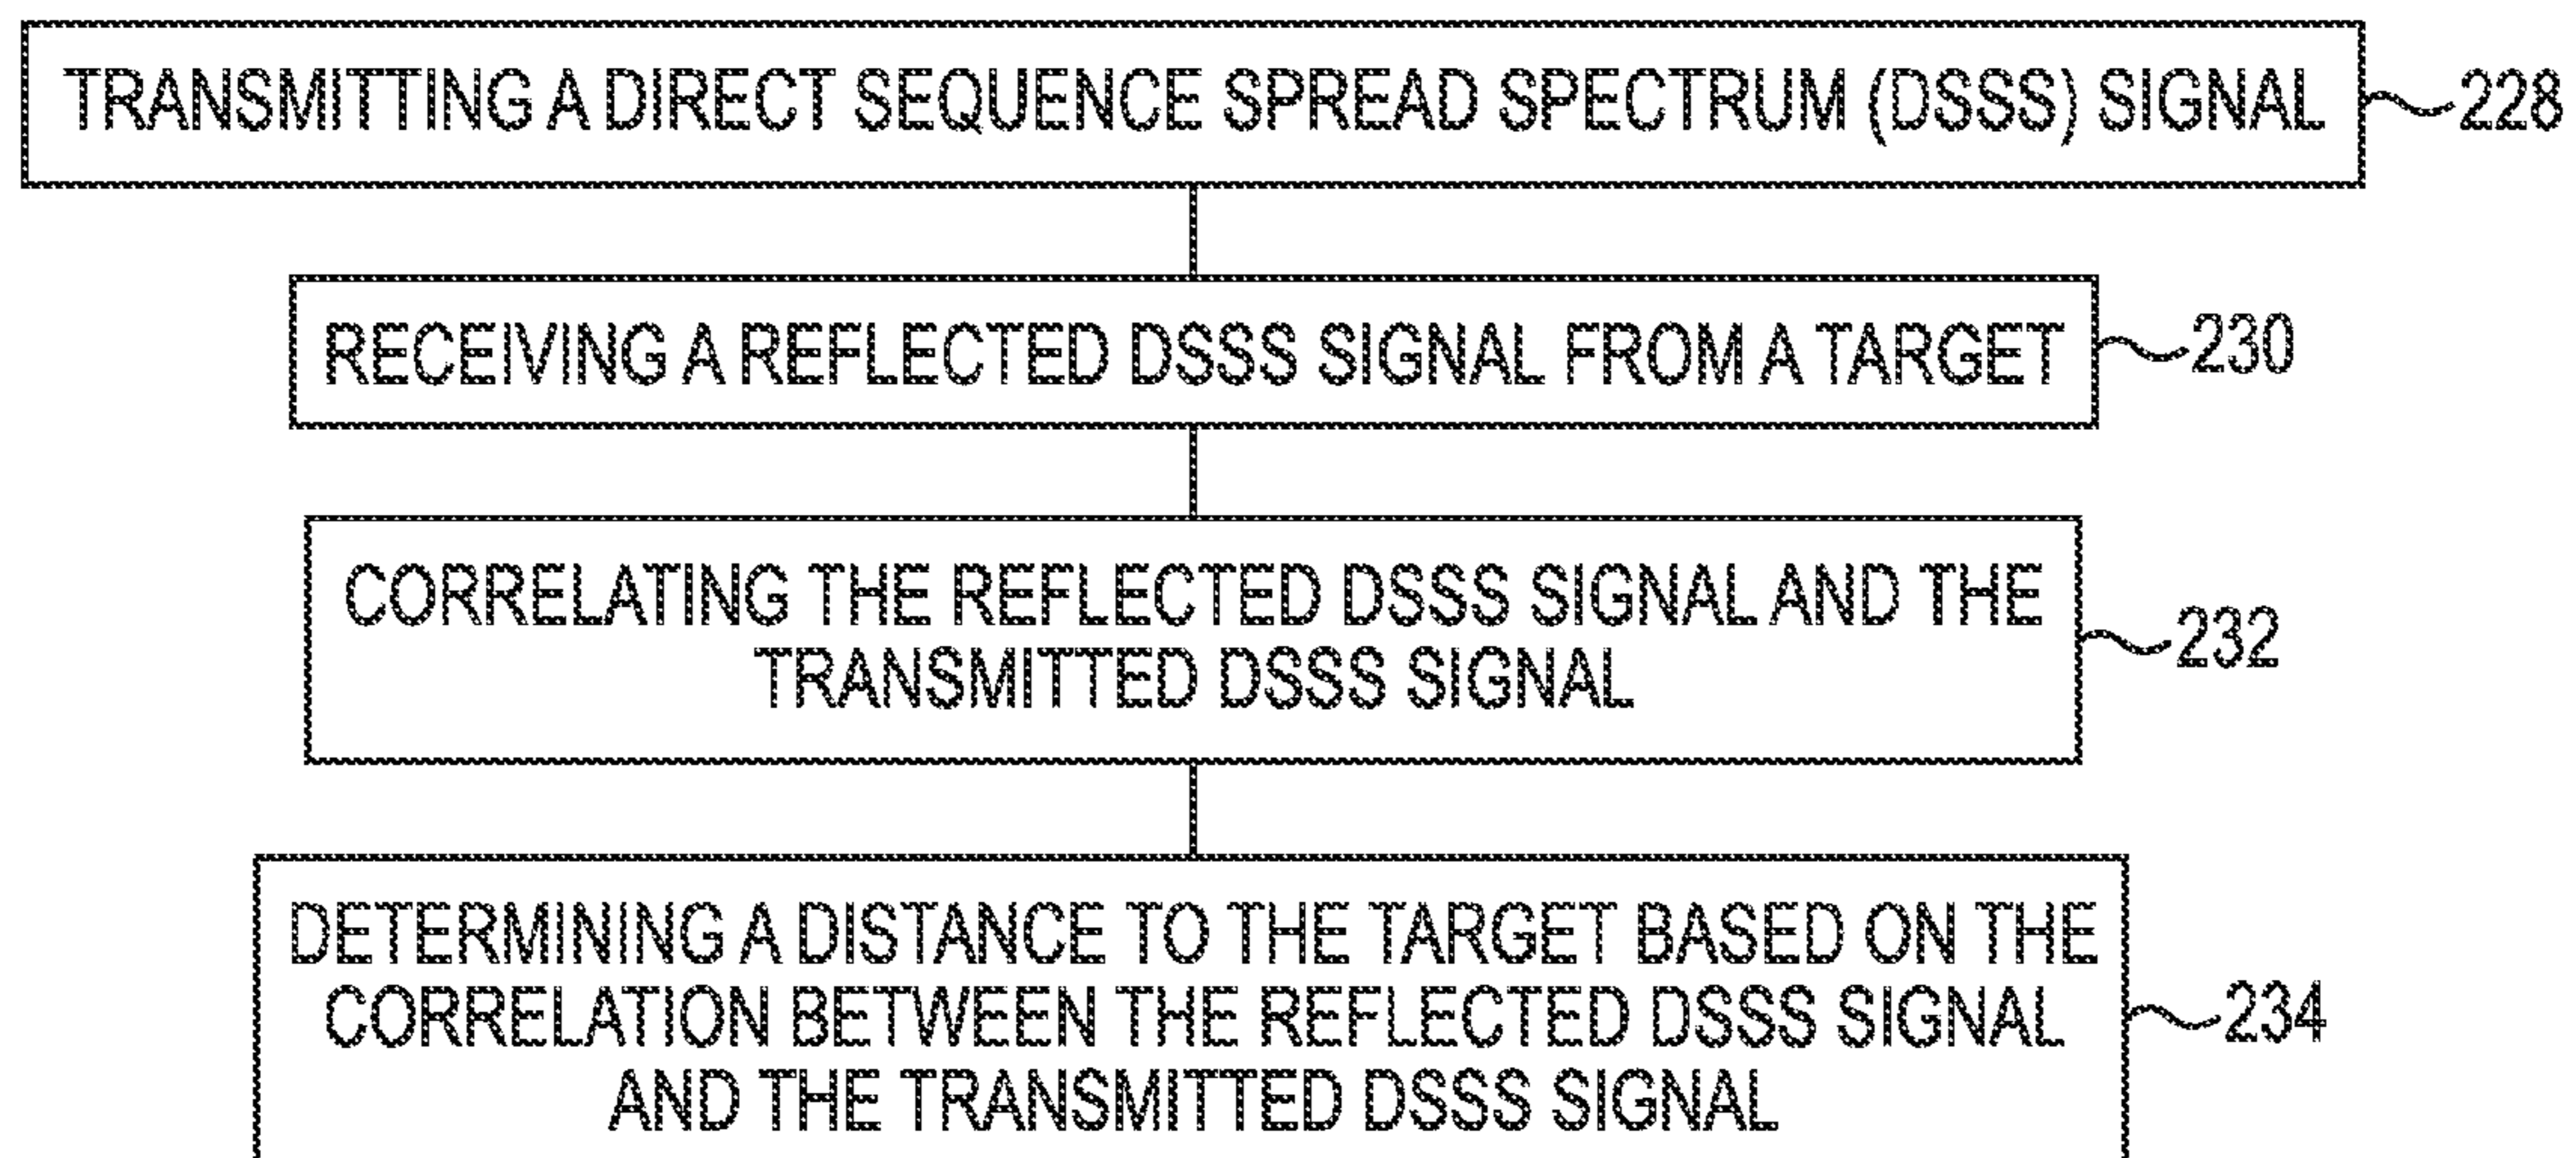 TRANSMITTING A DIRECT SEQUENCE SPREAD SPECTRUM (DSSS) SIGNAL
228
RECEIVING A REFLECTED DSSS SIGNAL FROM A TARGET
230
CORRELATING THE REFLECTED DSSS SIGNAL AND THE
TRANSMITTED DSSS SIGNAL
232
DETERMINING A DISTANCE TO THE TARGET BASED ON THE
CORRELATION BETWEEN THE REFLECTED DSSS SIGNAL
AND THE TRANSMITTED DSSS SIGNAL
234